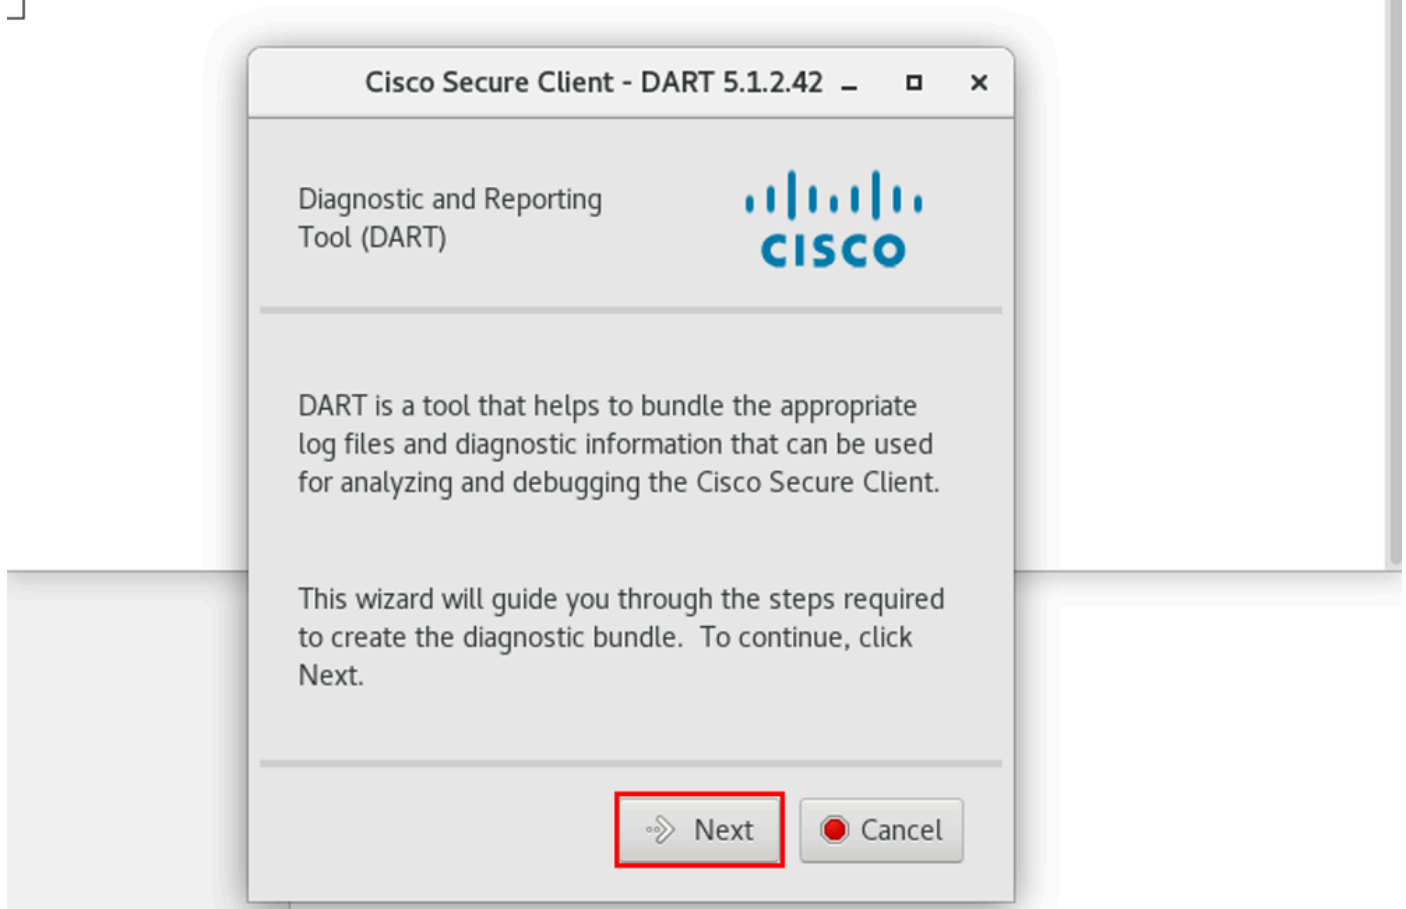 Cisco Secure Client - DART 5.1.2.42
Diagnostic and Reporting
Tool (DART)
CISCO
DART is a tool that helps to bundle the appropriate
log files and diagnostic information that can be used
for analyzing and debugging the Cisco Secure Client.
This wizard will guide you through the steps required
to create the diagnostic bundle.  To continue, click
Next.
Next
Cancel